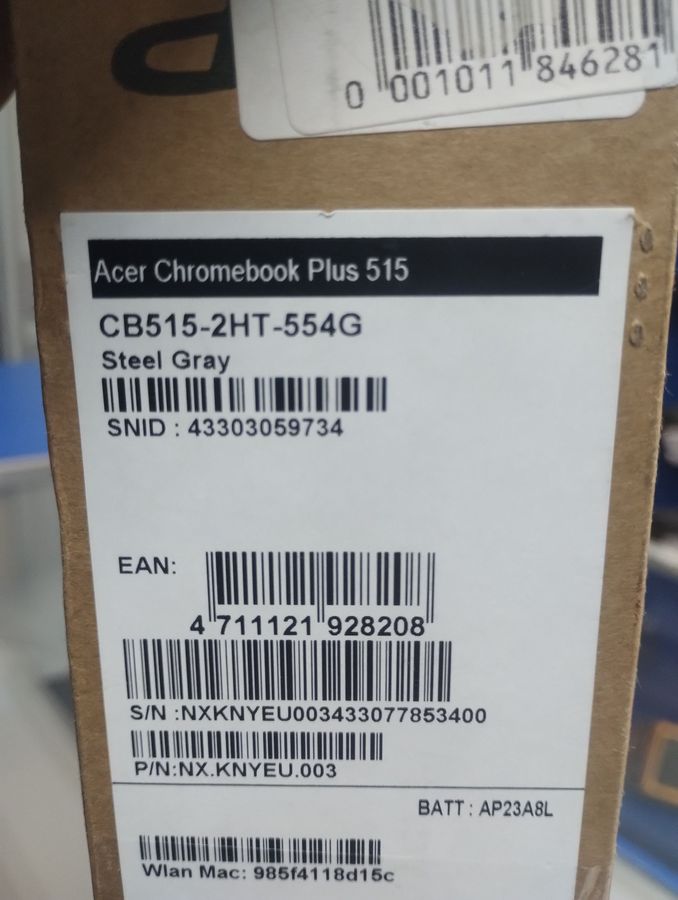 0 001011 846281
Acer Chromebook Plus 515
CB515-2HT-554G
Steel Gray
SNID : 43303059734
EAN:
4 711121 928208
S/N :NXKNYEU003433077853400
P/N:NX.KNYEU.003
BATT : AP23A8L
Wlan Mac: 985f4118d15c